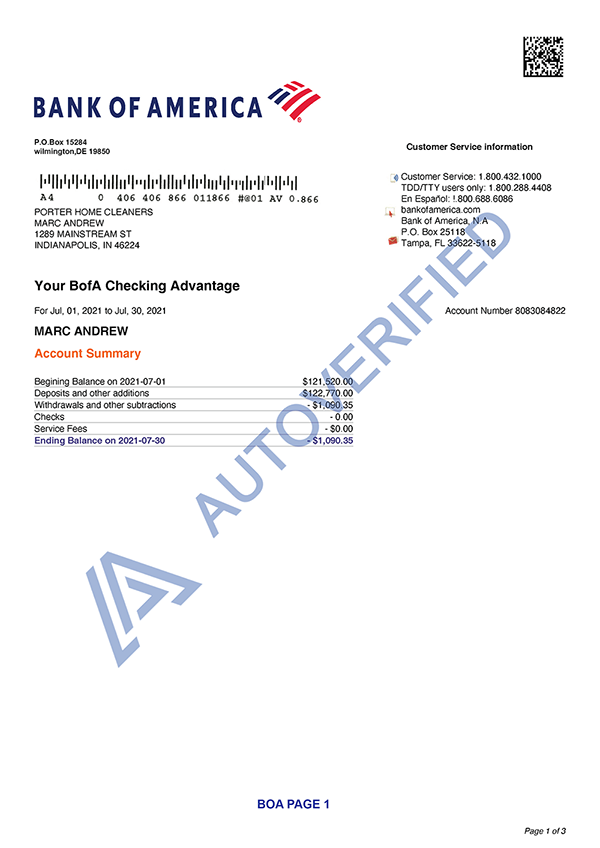 BANK OF AMERICA
P.O.Box 15284
wilmington,DE 19850
Customer Service information
Customer Service: 1.800.432.1000
TDD/TTY users only: 1.800.288.4408
En Español: !.800.688.6086
bankofamerica.com
Bank of America, N.A
P.O. Box 25118
Tampa, FL 33622-5118
A4 0 406 406 866 011866 #@01 AV 0.866
PORTER HOME CLEANERS
MARC ANDREW
1289 MAINSTREAM ST
INDIANAPOLIS, IN 46224
Your BofA Checking Advantage
For Jul, 01, 2021 to Jul, 30, 2021
Account Number 8083084822
MARC ANDREW
Account Summary
Begining Balance on 2021-07-01 $121,520.00
Deposits and other additions $122,770.00
Withdrawals and other subtractions - $1,090.35
Checks - 0.00
Service Fees - $0.00
Ending Balance on 2021-07-30 - $1,090.35
AUTOVERIFIED
BOA PAGE 1
Page 1 of 3